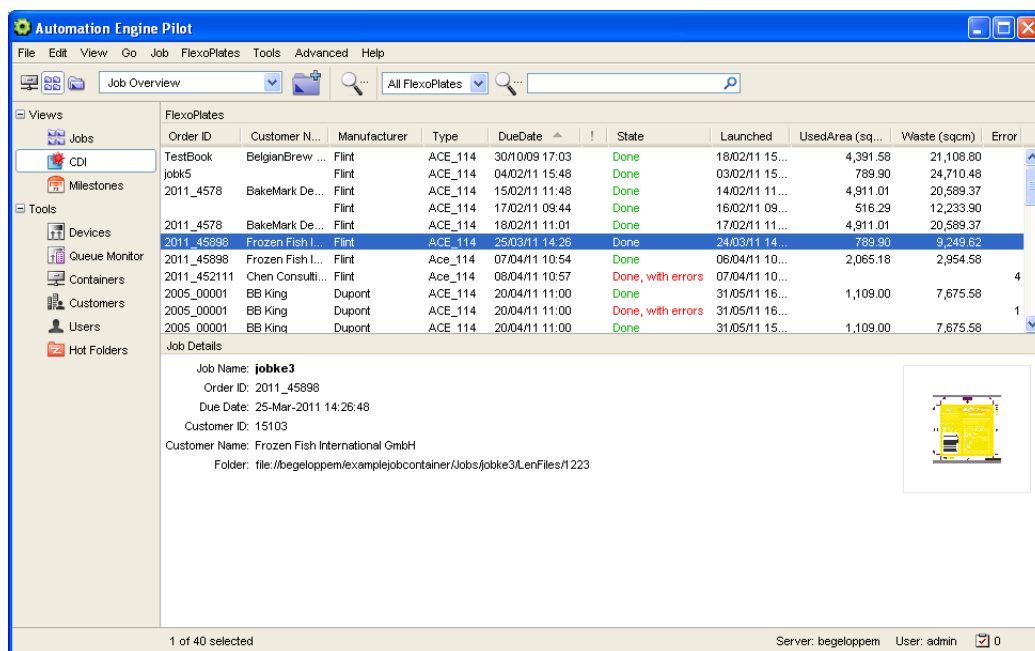 Automation Engine Pilot
File Edit View Go Job FlexoPlates Tools Advanced Help
Job Overview All FlexoPlates
Views
Jobs
CDI
Milestones
Tools
Devices
Queue Monitor
Containers
Customers
Users
Hot Folders
FlexoPlates
Order ID Customer N... Manufacturer Type DueDate ! State Launched UsedArea (sq... Waste (sqcm) Error
TestBook BelgianBrew ... Flint ACE_114 30/10/09 17:03 Done 18/02/11 15... 4,391.58 21,108.80
jobk5 Flint ACE_114 04/02/11 15:48 Done 03/02/11 15... 789.90 24,710.48
2011_4578 BakeMark De... Flint ACE_114 15/02/11 11:48 Done 14/02/11 11... 4,911.01 20,589.37
Flint ACE_114 17/02/11 09:44 Done 16/02/11 09... 516.29 12,233.90
2011_4578 BakeMark De... Flint ACE_114 18/02/11 11:01 Done 17/02/11 11... 4,911.01 20,589.37
2011_45898 Frozen Fish I... Flint ACE_114 25/03/11 14:26 Done 24/03/11 14... 789.90 9,249.62
2011_45898 Frozen Fish I... Flint Ace_114 07/04/11 10:54 Done 06/04/11 10... 2,065.18 2,954.58
2011_452111 Chen Consulti... Flint Ace_114 08/04/11 10:57 Done, with errors 07/04/11 10... 4
2005_00001 BB King Dupont ACE_114 20/04/11 11:00 Done 31/05/11 16... 1,109.00 7,675.58
2005_00001 BB King Dupont ACE_114 20/04/11 11:00 Done, with errors 31/05/11 16... 1
2005_00001 BB King Dupont ACE_114 20/04/11 11:00 Done 31/05/11 15... 1,109.00 7,675.58
Job Details
Job Name: jobke3
Order ID: 2011_45898
Due Date: 25-Mar-2011 14:26:48
Customer ID: 15103
Customer Name: Frozen Fish International GmbH
Folder: file://begeloppem/examplejobcontainer/Jobs/jobke3/LenFiles/1223
1 of 40 selected Server: begeloppem User: admin 0